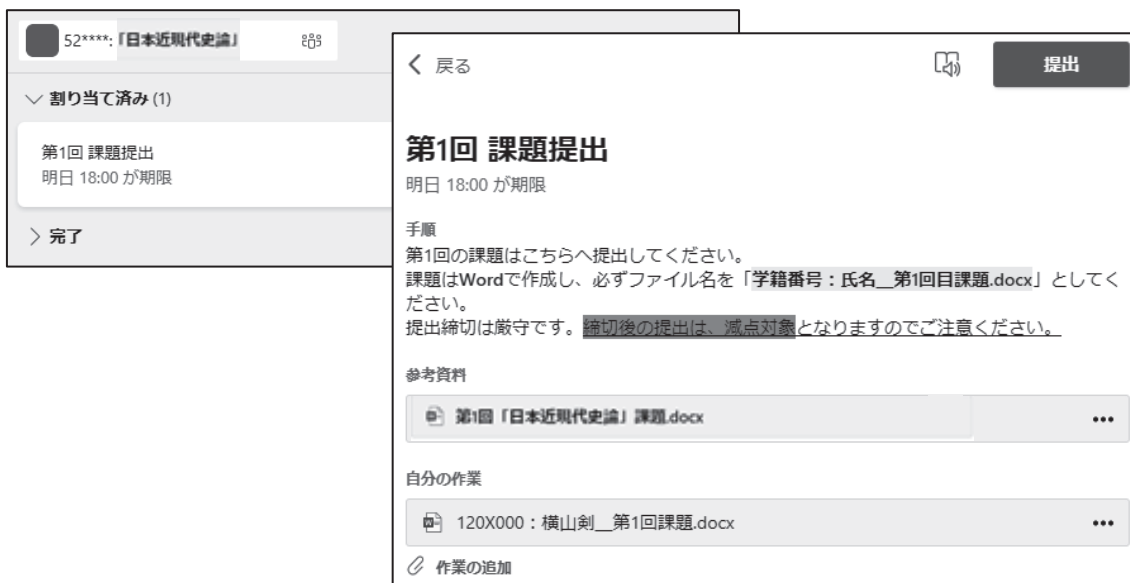 52****:「日本近現代史論」
割り当て済み (1)
第1回 課題提出
明日 18:00 が期限
完了
戻る
提出
第1回 課題提出
明日 18:00 が期限
手順
第1回の課題はこちらへ提出してください。
課題はWordで作成し、必ずファイル名を「学籍番号：氏名__第1回目課題.docx」としてく
ださい。
提出締切は厳守です。締切後の提出は、減点対象となりますのでご注意ください。
参考資料
第1回「日本近現代史論」課題.docx
自分の作業
120X000：横山剣__第1回課題.docx
作業の追加